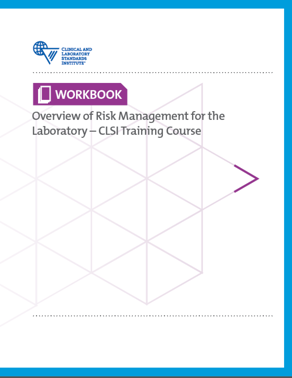 CLINICAL AND
LABORATORY
STANDARDS
INSTITUTE®
WORKBOOK
Overview of Risk Management for the
Laboratory – CLSI Training Course